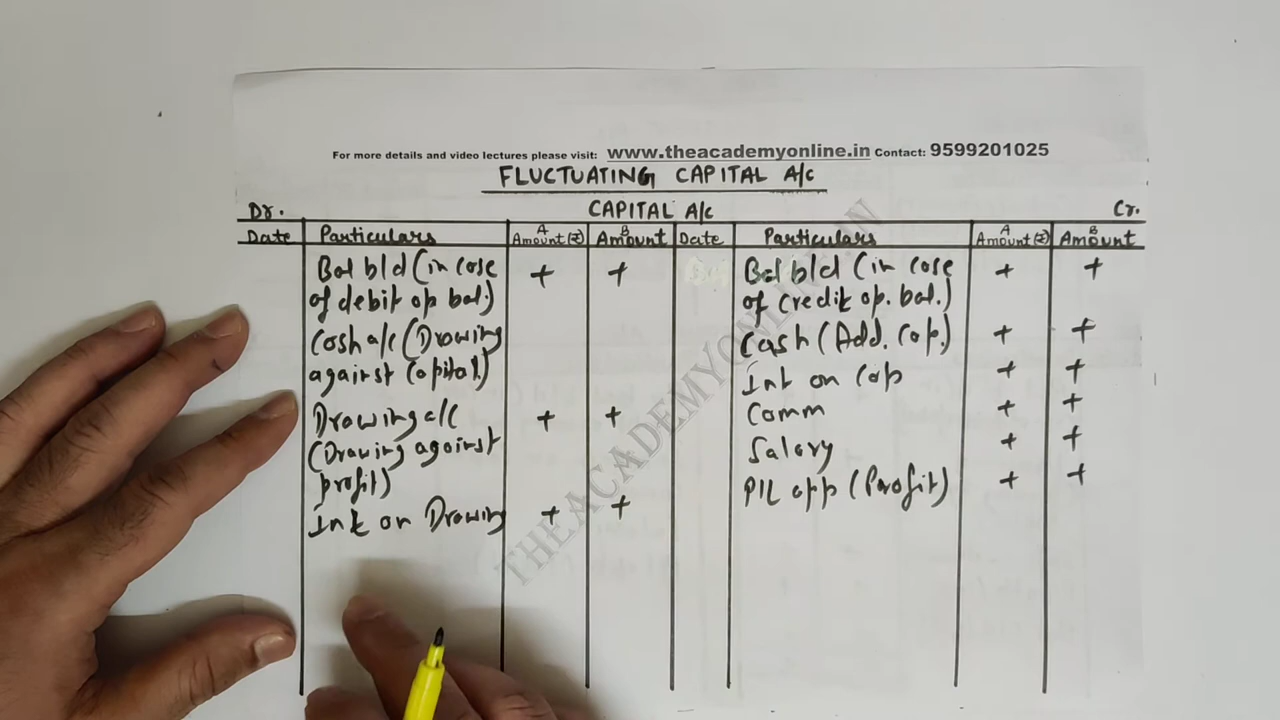 For more details and video lectures please visit: www.theacademyonline.in Contact: 9599201025
FLUCTUATING CAPITAL A/c
Dr. CAPITAL A/c Cr.
Date Particulars A Amount (₹) B Amount Date Particulars A Amount (₹) B Amount
Bal b/d (in case + + Bal b/d (in case + +
of debit op bal.) of credit op. bal.)
Cash a/c (Drawing Cash (Add. Cap.) + +
against Capital) Int on Cap + +
Drawing a/c + + Comm + +
(Drawing against Salary + +
profit) P/L app (Profit) + +
Int on Drawing + +
THEACADEMYONLINE.IN